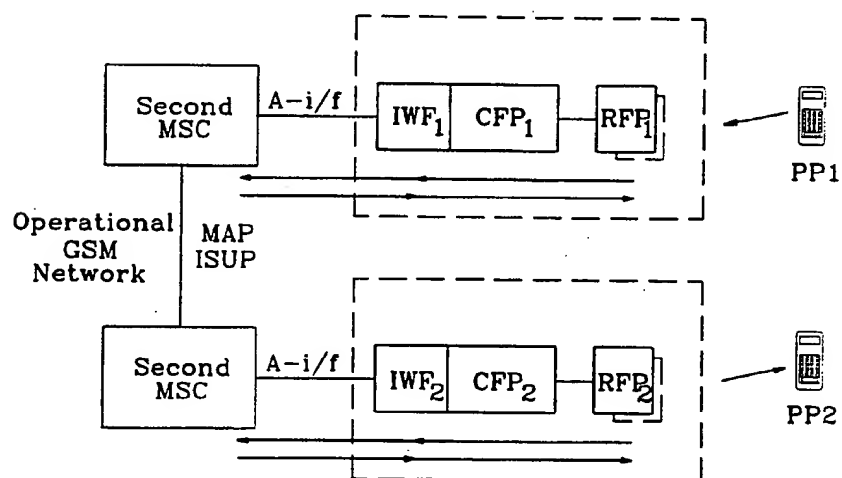 Second
MSC
A-i/f
IWF1
CFP1
RFP1
PP1
Operational
GSM
Network
MAP
ISUP
Second
MSC
A-i/f
IWF2
CFP2
RFP2
PP2